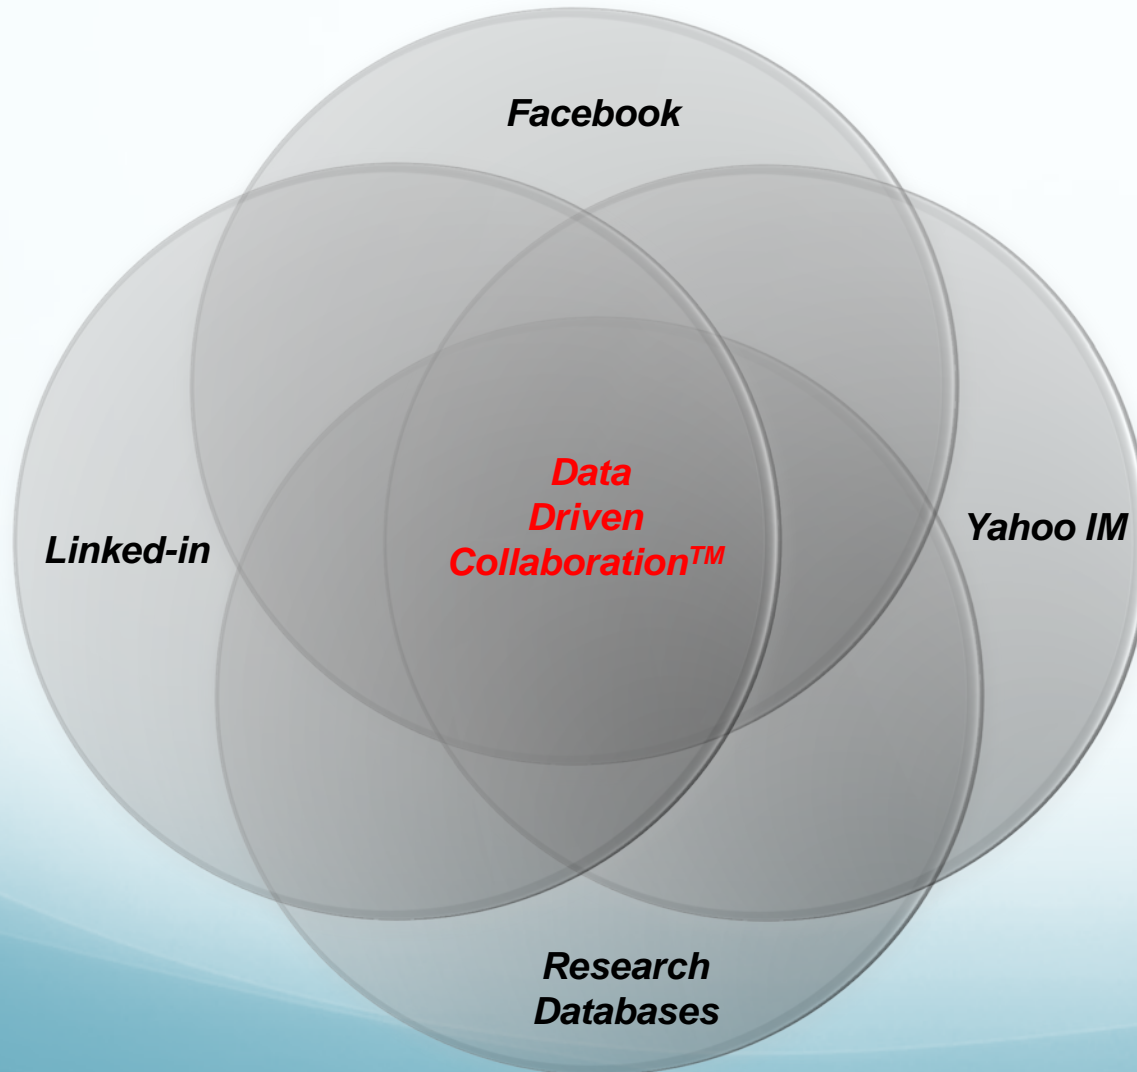 Facebook
Data
Driven
Collaboration™
Linked-in
Yahoo IM
Research
Databases